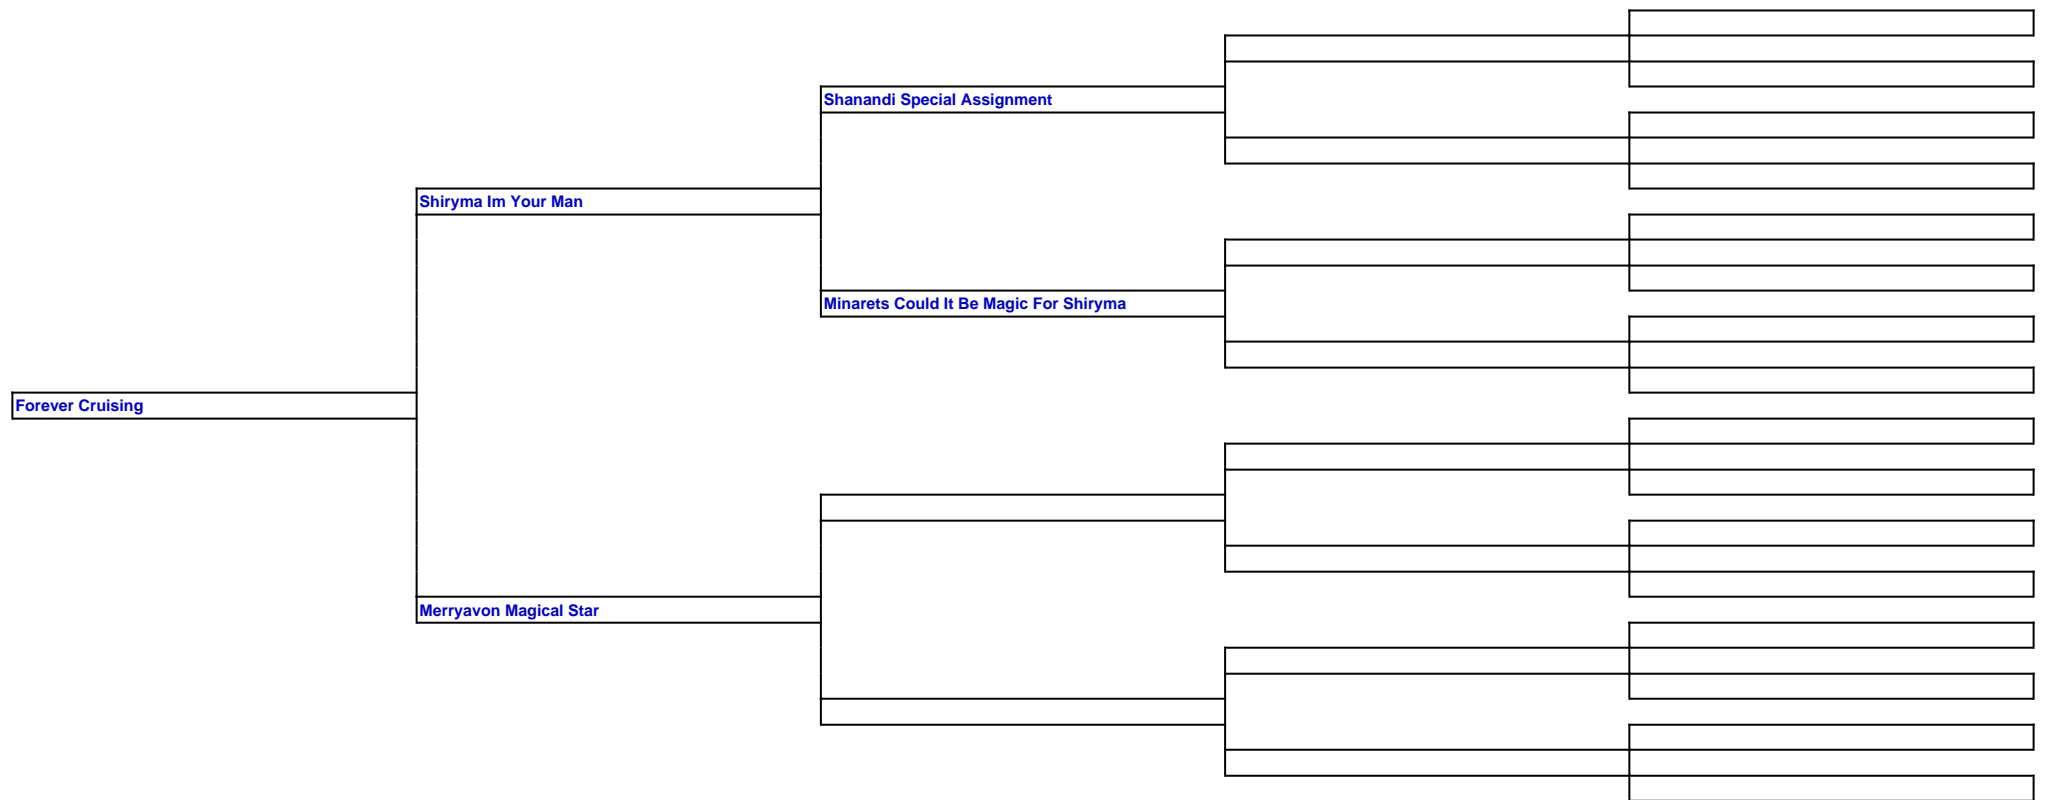 Shanandi Special Assignment
Shiryma Im Your Man
Minarets Could It Be Magic For Shiryma
Forever Cruising
Merryavon Magical Star